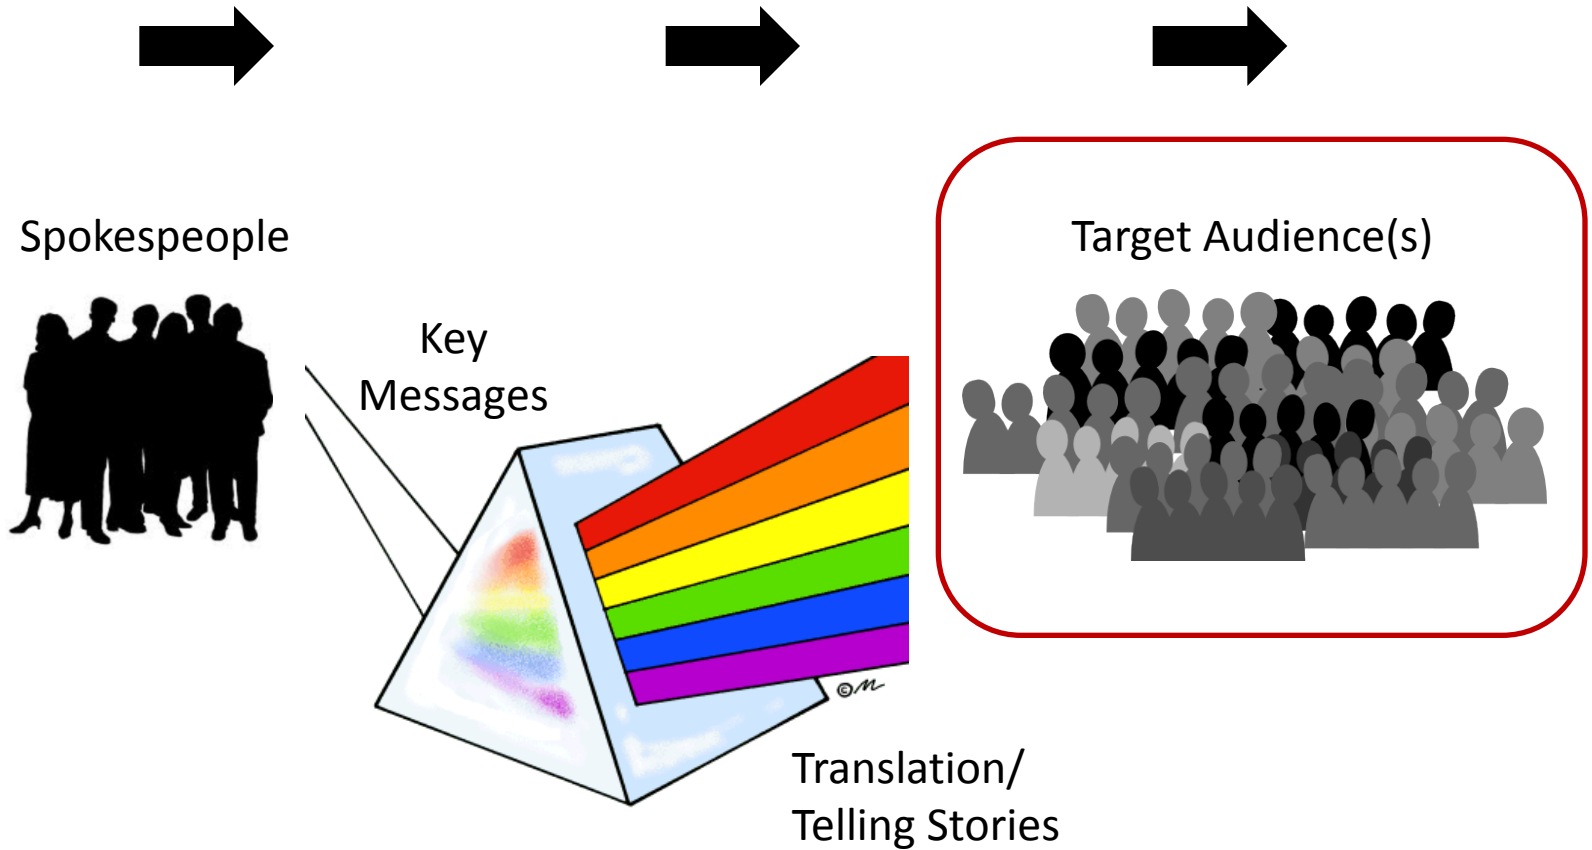 Spokespeople
Target Audience(s)
Key
Messages
©M
Translation/
Telling Stories